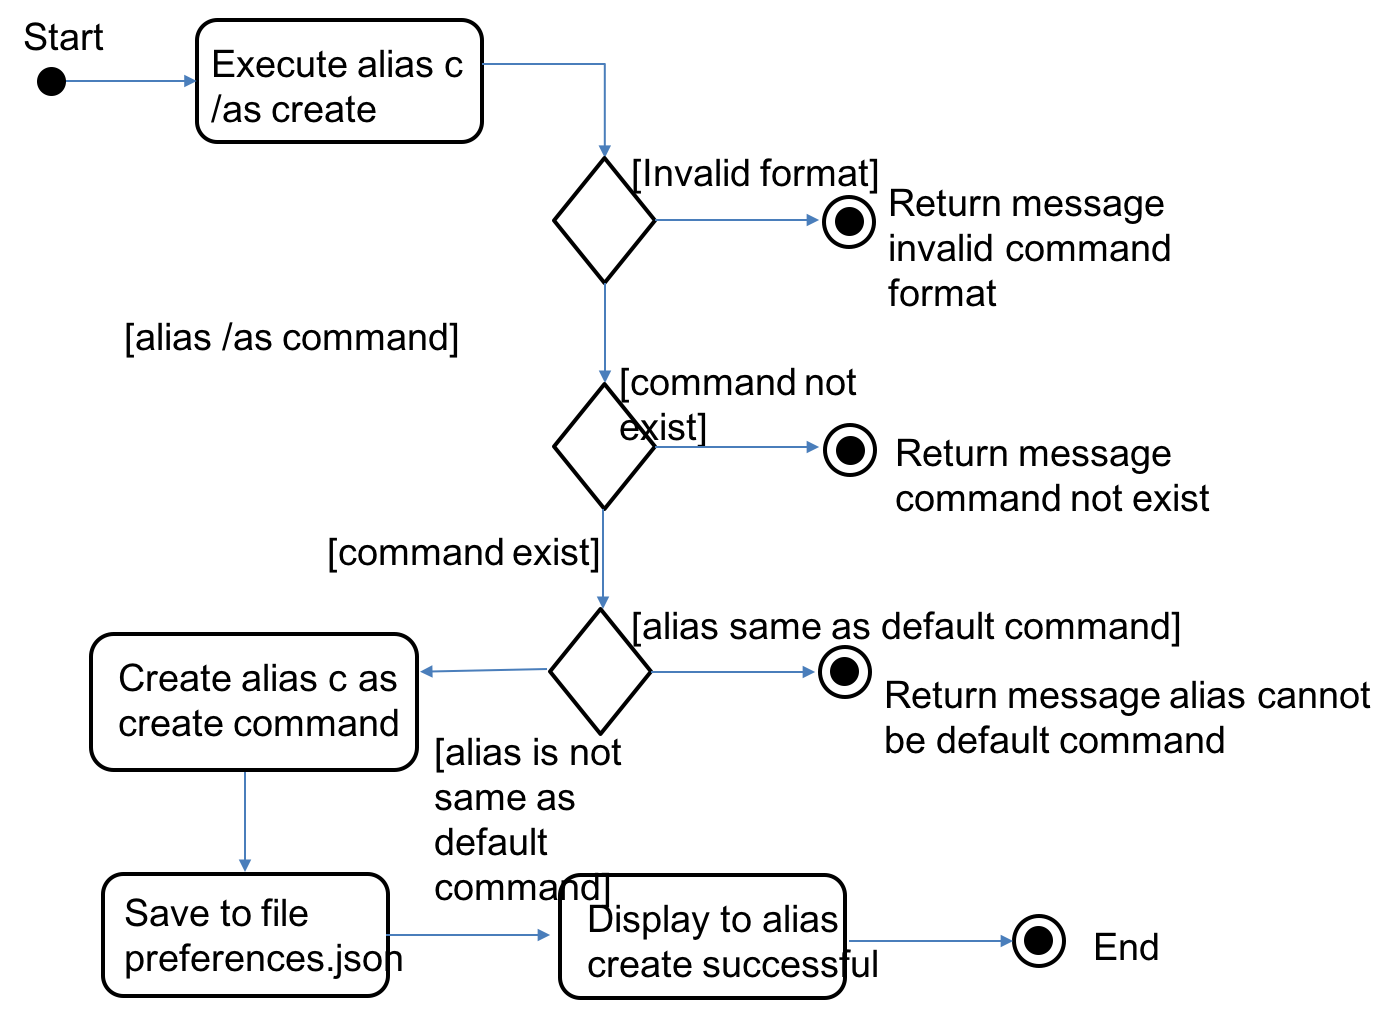 Start
Execute alias c
/as create
[Invalid format]
Return message
invalid command
format
[alias /as command]
[command not
exist]
Return message
command not exist
[command exist]
[alias same as default command]
Return message alias cannot
be default command
Create alias c as
create command
[alias is not
same as
default
command]
Save to file
preferences.json
Display to alias
create successful
End